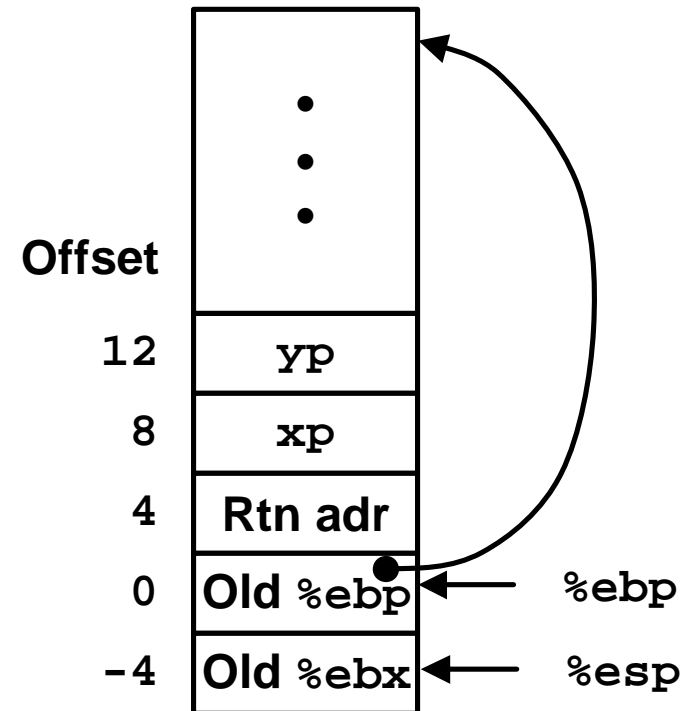 Offset
12 yp
8 xp
4 Rtn adr
0 Old %ebp %ebp
-4 Old %ebx %esp